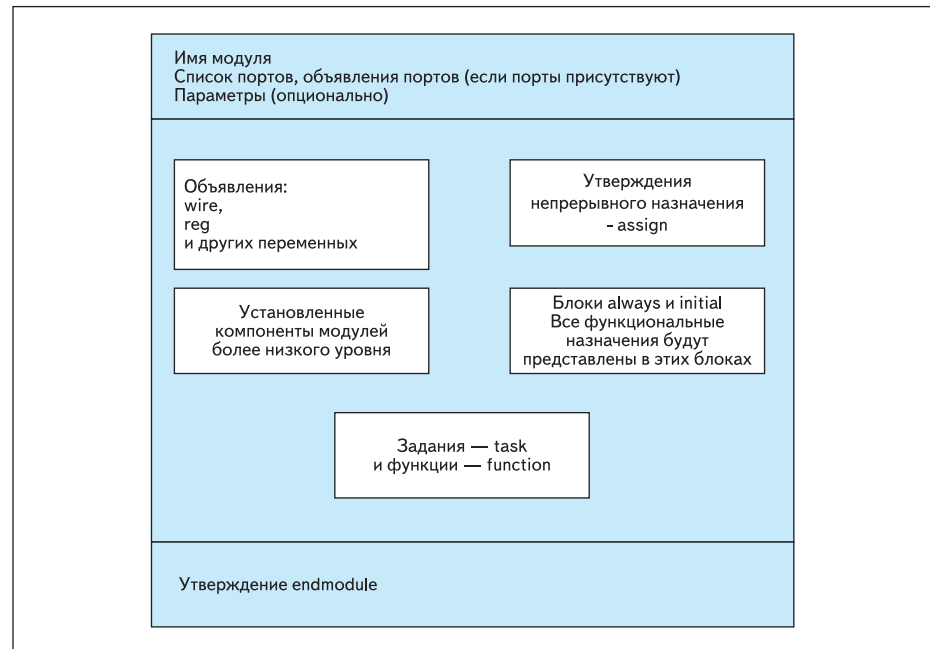 Имя модуля
Список портов, объявления портов (если порты присутствуют)
Параметры (опционально)
Объявления:
wire,
reg
и других переменных
Утверждения
непрерывного назначения
- assign
Установленные
компоненты модулей
более низкого уровня
Блоки always и initial
Все функциональные
назначения будут
представлены в этих блоках
Задания — task
и функции — function
Утверждение endmodule